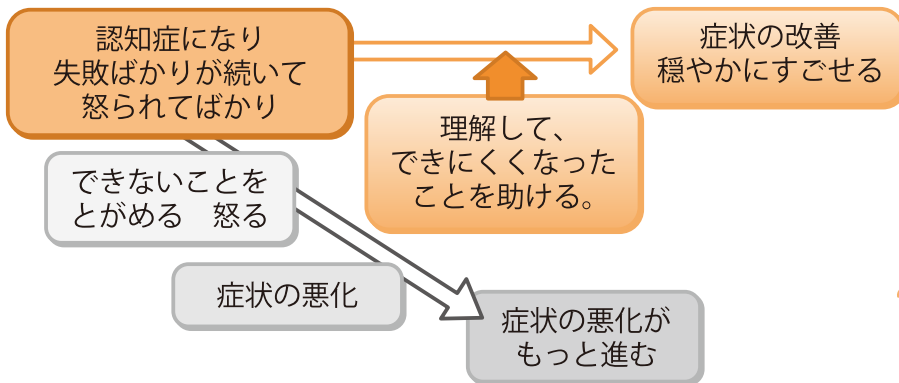 認知症になり
失敗ばかりが続いて
怒られてばかり
症状の改善
穏やかにすごせる
理解して、
できにくくなった
ことを助ける。
できないことを
とがめる　怒る
症状の悪化
症状の悪化が
もっと進む